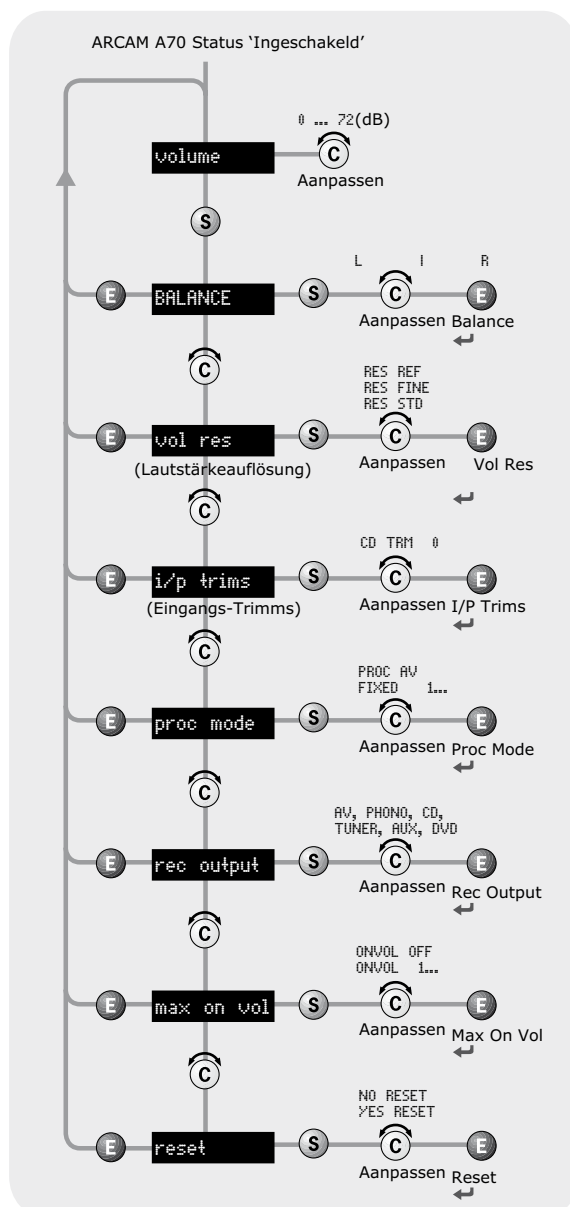 ARCAM A70 Status ‘Ingeschakeld’
0 ... 72(dB)
volume
C
Aanpassen
S
L I R
E BALANCE S C E
Aanpassen Balance
C
RES REF
RES FINE
RES STD
E vol res S C E
(Lautstärkeauflösung)
Aanpassen Vol Res
C
CD TRM 0
E i/p trims S C E
(Eingangs-Trimms)
Aanpassen I/P Trims
C
PROC AV
FIXED 1...
E proc mode S C E
Aanpassen Proc Mode
C
AV, PHONO, CD,
TUNER, AUX, DVD
E rec output S C E
Aanpassen Rec Output
C
ONVOL OFF
ONVOL 1...
E max on vol S C E
Aanpassen Max On Vol
C
NO RESET
YES RESET
E reset S C E
Aanpassen Reset